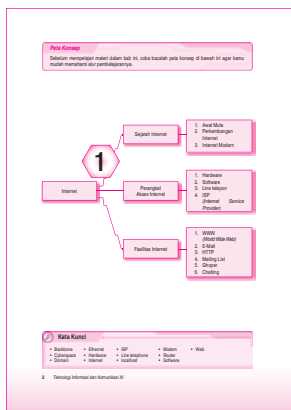 Peta Konsep
Sebelum mempelajari materi dalam bab ini, coba bacalah peta konsep di bawah ini agar kamu
mudah memahami alur pembelajarannya.
1
Internet
Sejarah Internet
1. Awal Mula
2. Perkembangan
Internet
3. Internet Modern
Perangkat
Akses Internet
1. Hardware
2. Software
3. Line telepon
4. ISP
(Internet Service
Provider)
Fasilitas Internet
1. WWW
(World Wide Web)
2. E-Mail
3. HTTP
4. Mailing List
5. Ghoper
6. Chatting
Kata Kunci
• Backbone • Ethernet • ISP • Modem • Web
• Cyberspace • Hardware • Line telephone • Router
• Domain • Internet • localhost • Software
2 Teknologi Informasi dan Komunikasi XI